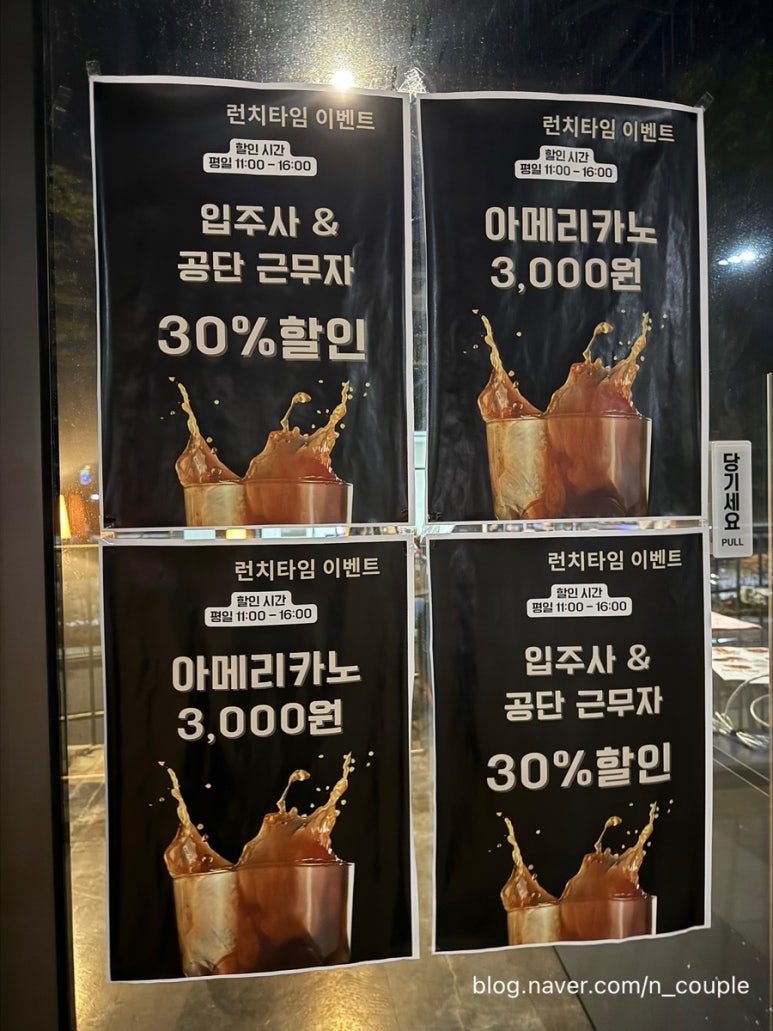 런치타임 이벤트
할인 시간
평일 11:00 – 16:00
입주사 &
공단 근무자
30%할인
런치타임 이벤트
할인 시간
평일 11:00 – 16:00
아메리카노
3,000원
런치타임 이벤트
할인 시간
평일 11:00 – 16:00
아메리카노
3,000원
런치타임 이벤트
할인 시간
평일 11:00 – 16:00
입주사 &
공단 근무자
30%할인
당기세요
PULL
blog.naver.com/n_couple